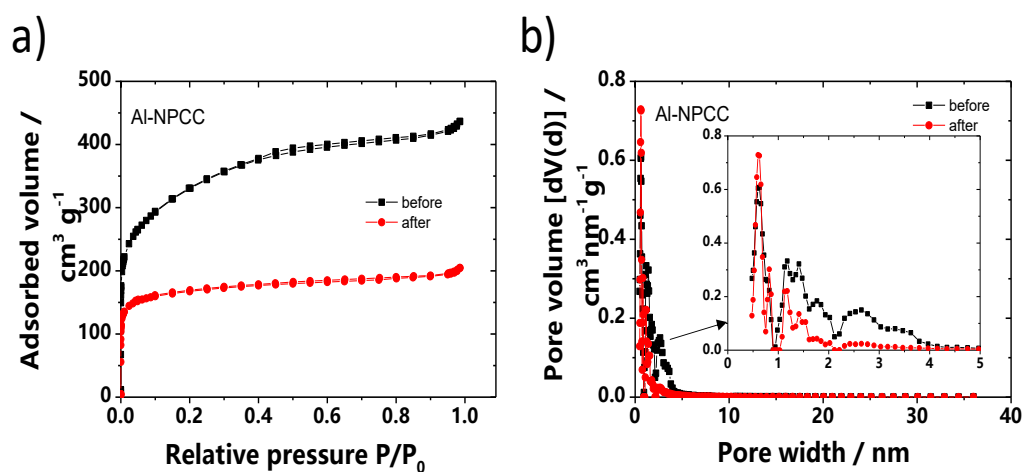 a)
500
400
300
200
100
0
Adsorbed volume /
cm³ g⁻¹
Al-NPCC
before
after
0.0 0.2 0.4 0.6 0.8 1.0
Relative pressure P/P₀
b)
0.8
0.6
0.4
0.2
0.0
Pore volume [dV(d)] /
cm³nm⁻¹g⁻¹
Al-NPCC
before
after
0.8
0.6
0.4
0.2
0.0
0 1 2 3 4 5
0 10 20 30 40
Pore width / nm